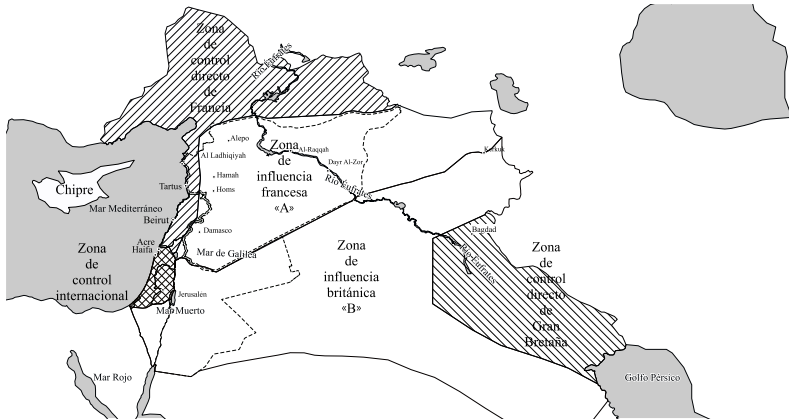 Zona
de
control
directo
de
Francia
Río Éufrates
Alepo
Al Ladhiqiyah
Zona
de
influencia
francesa
«A»
Al-Raqqah
Dayr Al-Zor
Kirkuk
Hamah
Homs
Río Éufrates
Tartus
Chipre
Mar Mediterráneo
Beirut
Damasco
Bagdad
Acre
Haifa
Mar de Galilea
Zona
de
control
internacional
Zona
de
influencia
británica
«B»
Río Eufrates
Zona
de
control
directo
de
Gran
Bretaña
Jerusalen
Mar Muerto
Mar Rojo
Golfo Pérsico